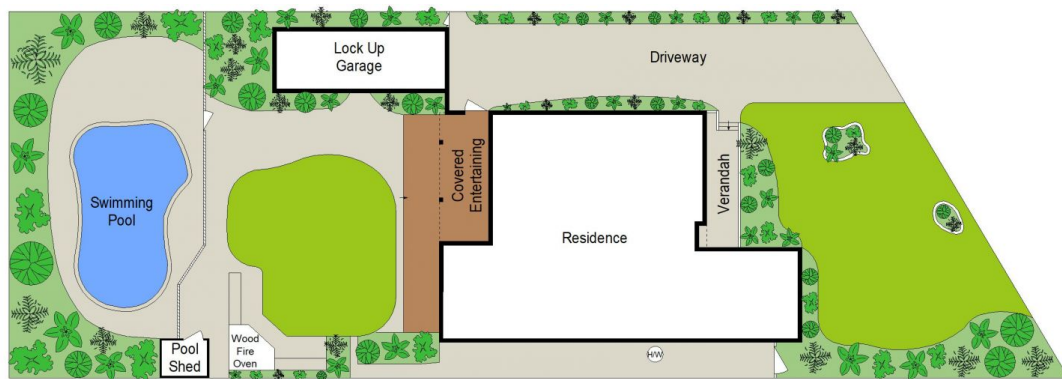 Lock Up
Garage
Driveway
Swimming
Pool
Covered
Entertaining
Verandah
Residence
Wood
Fire
Oven
Pool
Shed
H/W